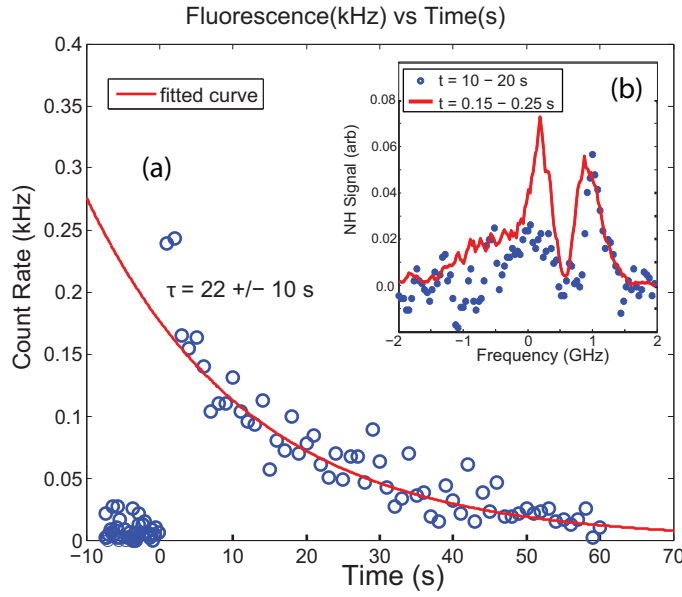 Fluorescence(kHz) vs Time(s)
0.4
0.35
0.3
0.25
0.2
0.15
0.1
0.05
0
Count Rate (kHz)
fitted curve
(a)
τ = 22 +/− 10 s
t = 10 − 20 s
t = 0.15 − 0.25 s
(b)
0.08
0.06
0.04
0.02
0.0
NH Signal (arb)
−2 −1 0 1 2
Frequency (GHz)
−10 0 10 20 30 40 50 60 70
Time (s)